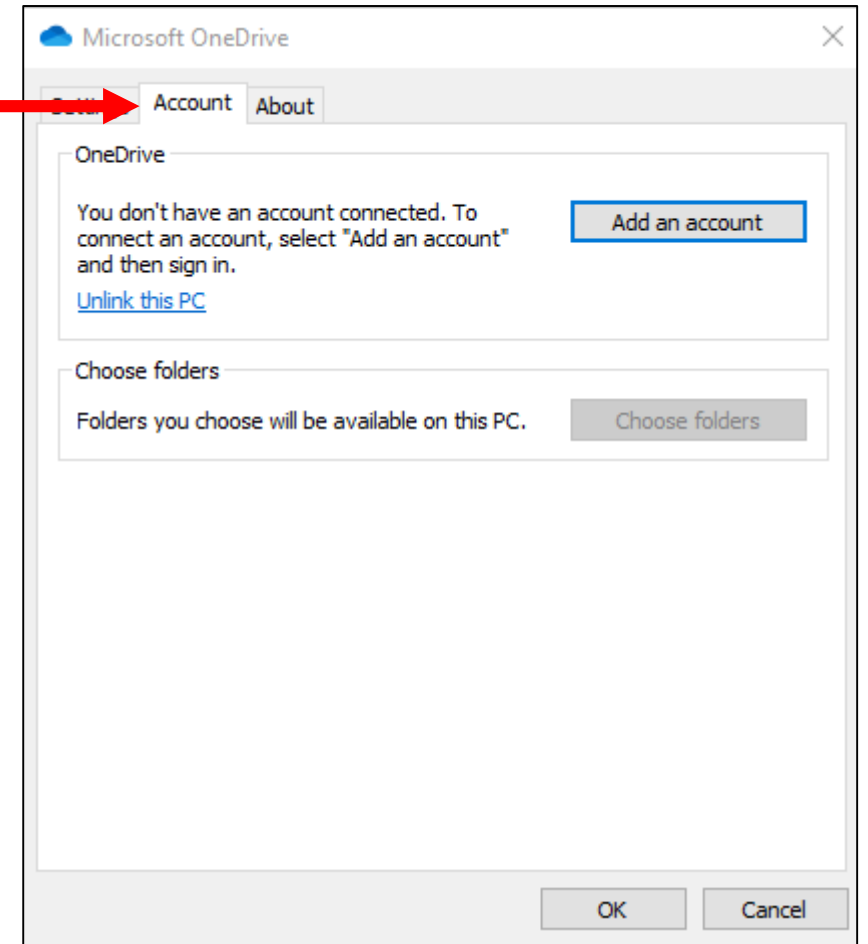 Microsoft OneDrive
Account About
OneDrive
You don't have an account connected. To
connect an account, select "Add an account"
and then sign in.
Add an account
Unlink this PC
Choose folders
Folders you choose will be available on this PC.
Choose folders
OK Cancel